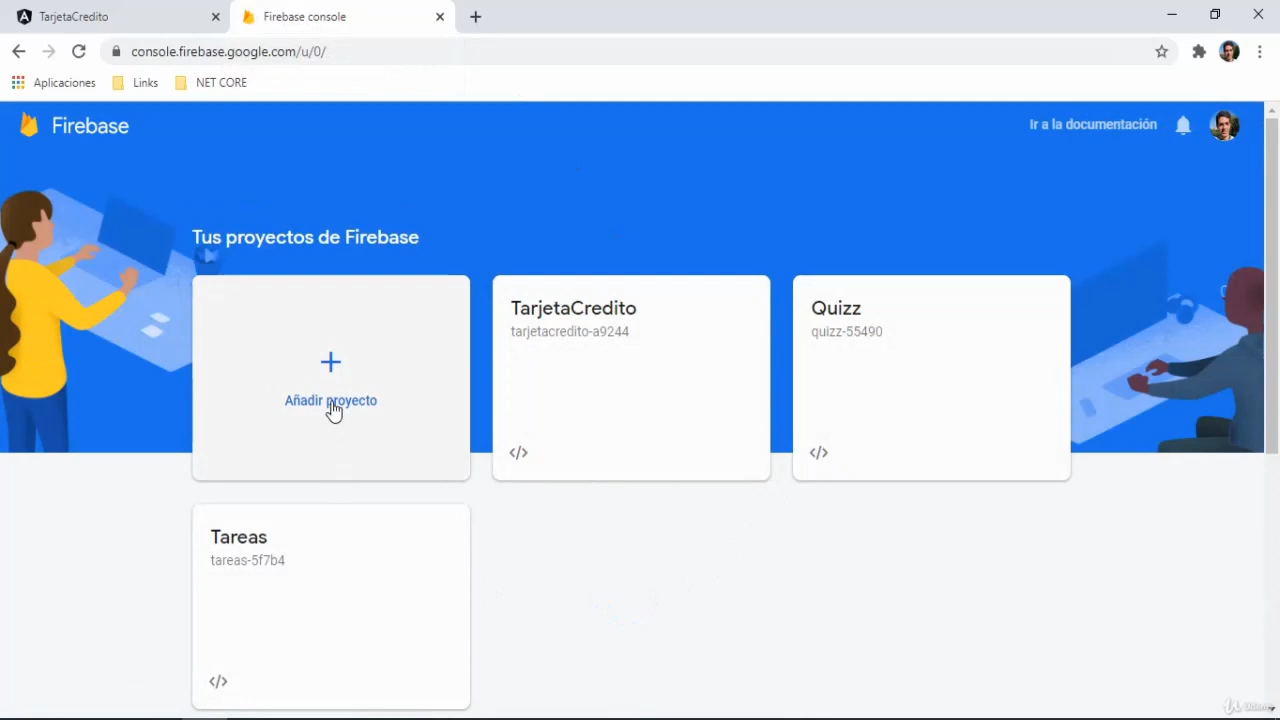 TarjetaCredito
Firebase console
console.firebase.google.com/u/0/
Aplicaciones
Links
NET CORE
Firebase
Ir a la documentación
Tus proyectos de Firebase
Añadir proyecto
TarjetaCredito
tarjetacredito-a9244
</>
Quizz
quizz-55490
</>
Tareas
tareas-5f7b4
</>
Udemy